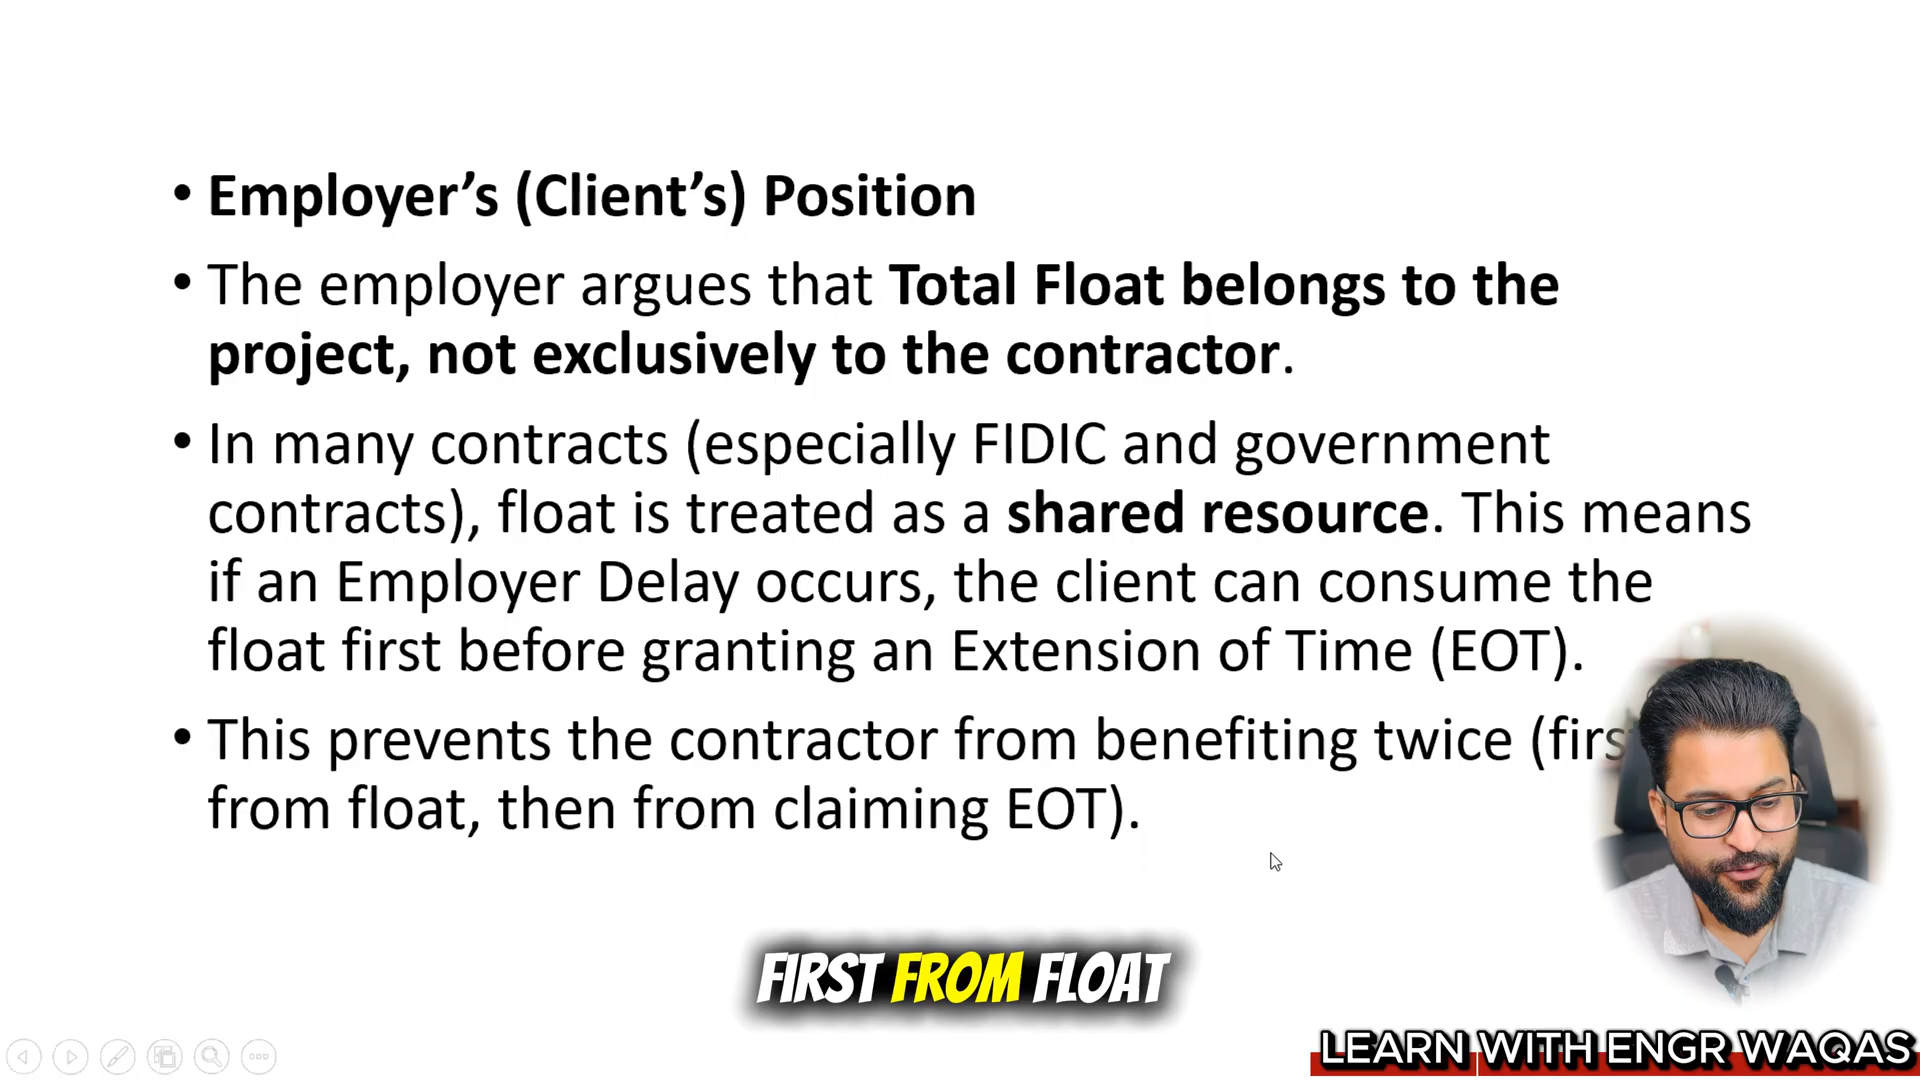 • Employer’s (Client’s) Position
• The employer argues that Total Float belongs to the
project, not exclusively to the contractor.
• In many contracts (especially FIDIC and government
contracts), float is treated as a shared resource. This means
if an Employer Delay occurs, the client can consume the
float first before granting an Extension of Time (EOT).
• This prevents the contractor from benefiting twice (firs
from float, then from claiming EOT).
FIRST FROM FLOAT
LEARN WITH ENGR WAQAS